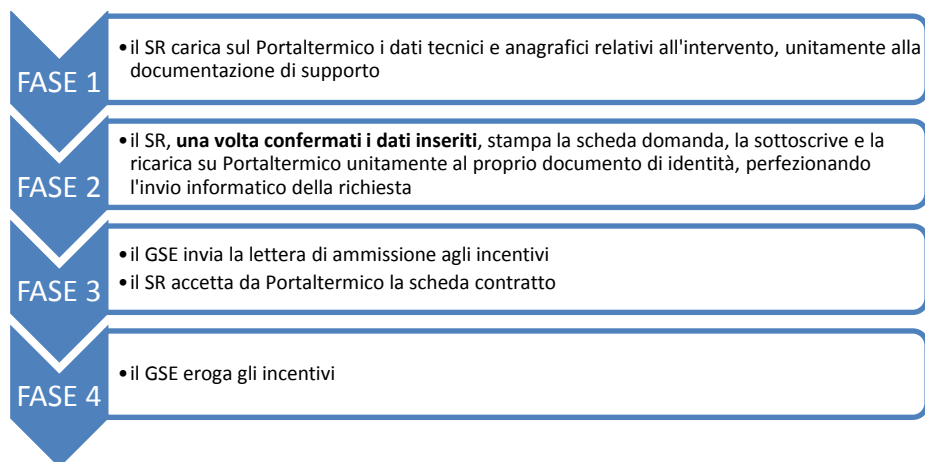 FASE 1
•il SR carica sul Portaltermico i dati tecnici e anagrafici relativi all'intervento, unitamente alla
documentazione di supporto
FASE 2
•il SR, una volta confermati i dati inseriti, stampa la scheda domanda, la sottoscrive e la
ricarica su Portaltermico unitamente al proprio documento di identità, perfezionando
l'invio informatico della richiesta
FASE 3
•il GSE invia la lettera di ammissione agli incentivi
•il SR accetta da Portaltermico la scheda contratto
FASE 4
•il GSE eroga gli incentivi